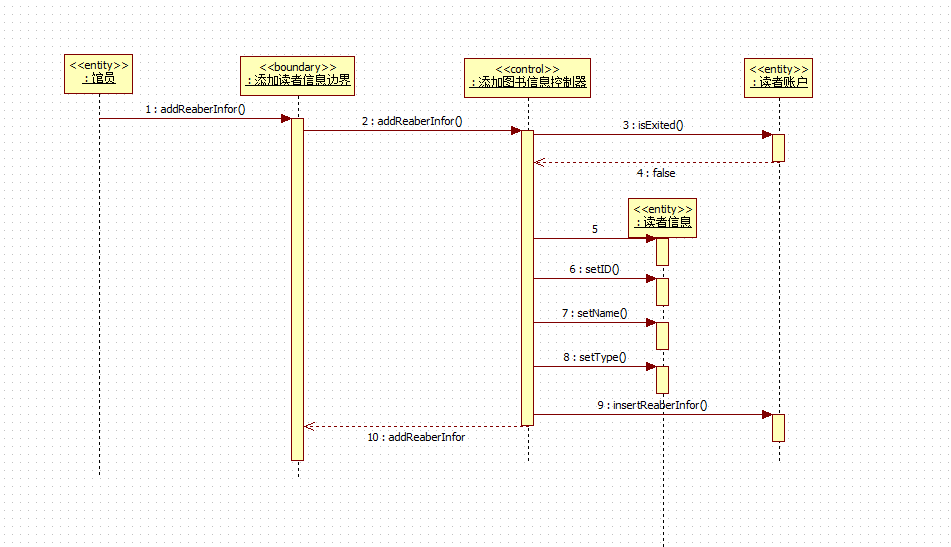 <<entity>>
: 馆员
<<boundary>>
: 添加读者信息边界
<<control>>
: 添加图书信息控制器
<<entity>>
: 读者账户
1 : addReaberInfor()
2 : addReaberInfor()
3 : isExited()
4 : false
<<entity>>
: 读者信息
5
6 : setID()
7 : setName()
8 : setType()
9 : insertReaberInfor()
10 : addReaberInfor